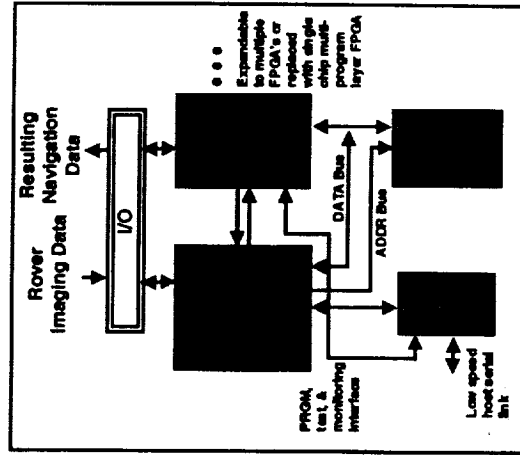 Rover
Imaging Data
Resulting
Navigation
Data
I/O
Expandable
to multiple
FPGA's or
replaced
with single
chip multi-
program
layer FPGA
DATA Bus
ADDR Bus
PRGM,
test, &
monitoring
interface
Low speed
host serial
link